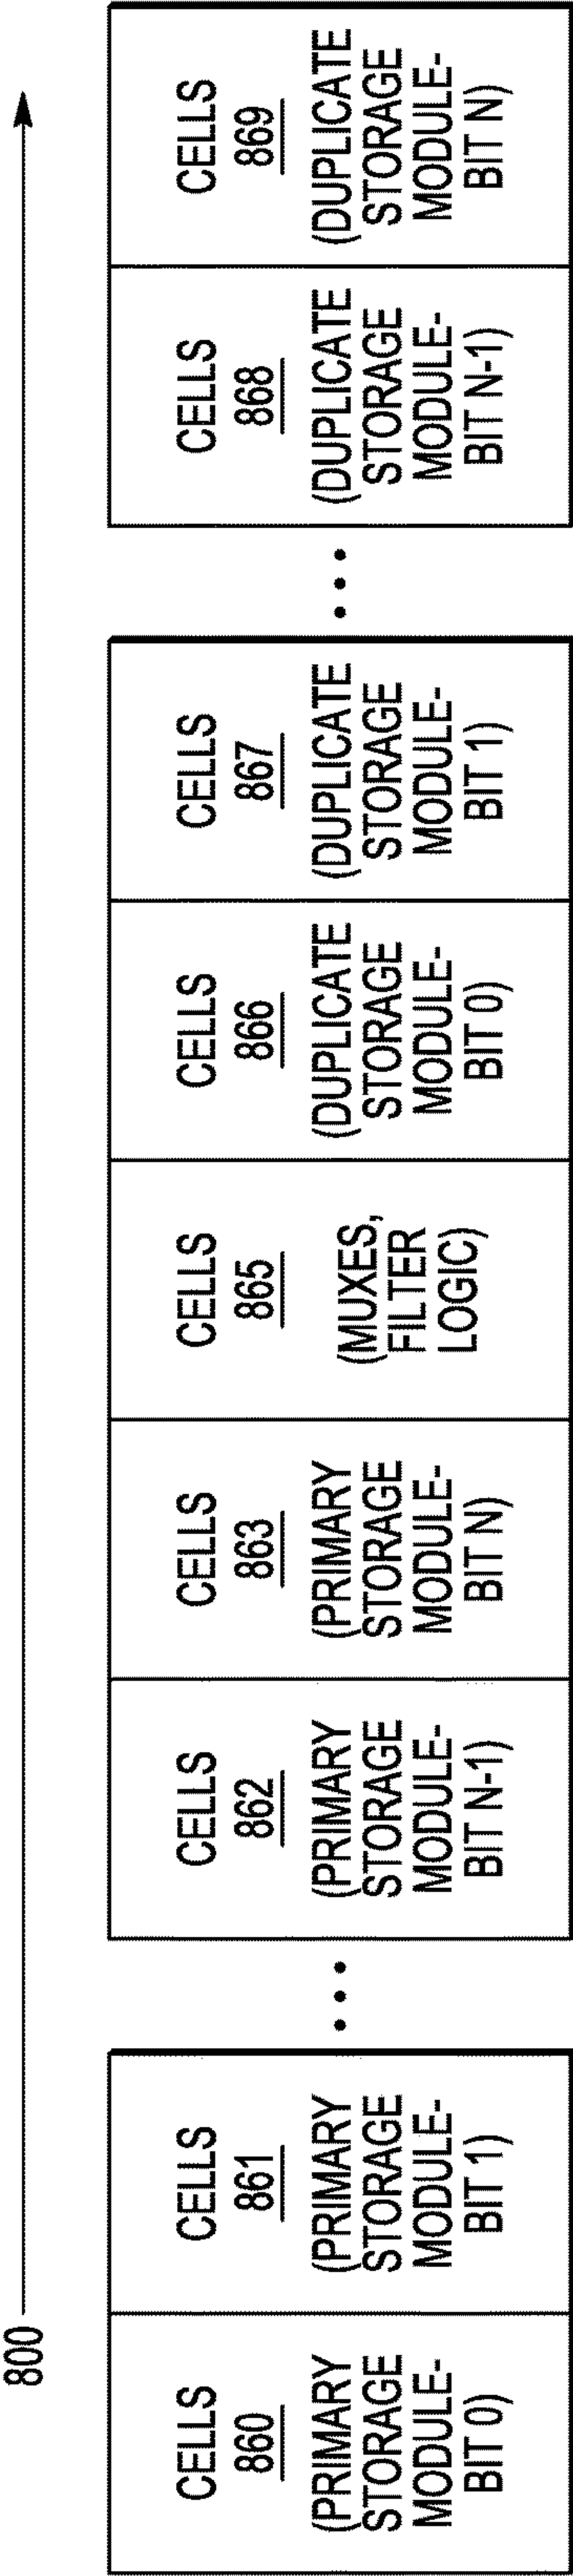 800
CELLS
860
(PRIMARY
STORAGE
MODULE-
BIT 0)
CELLS
861
(PRIMARY
STORAGE
MODULE-
BIT 1)
CELLS
862
(PRIMARY
STORAGE
MODULE-
BIT N-1)
CELLS
863
(PRIMARY
STORAGE
MODULE-
BIT N)
CELLS
865
(MUXES,
FILTER
LOGIC)
CELLS
866
(DUPLICATE
STORAGE
MODULE-
BIT 0)
CELLS
867
(DUPLICATE
STORAGE
MODULE-
BIT 1)
CELLS
868
(DUPLICATE
STORAGE
MODULE-
BIT N-1)
CELLS
869
(DUPLICATE
STORAGE
MODULE-
BIT N)